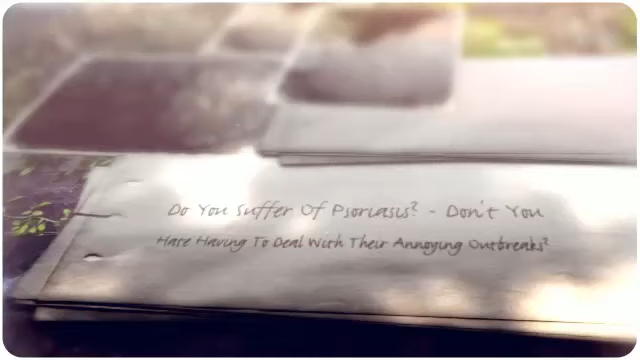 Do You Suffer Of Psoriasis? - Don't You
Hate Having To Deal With Their Annoying Outbreaks?